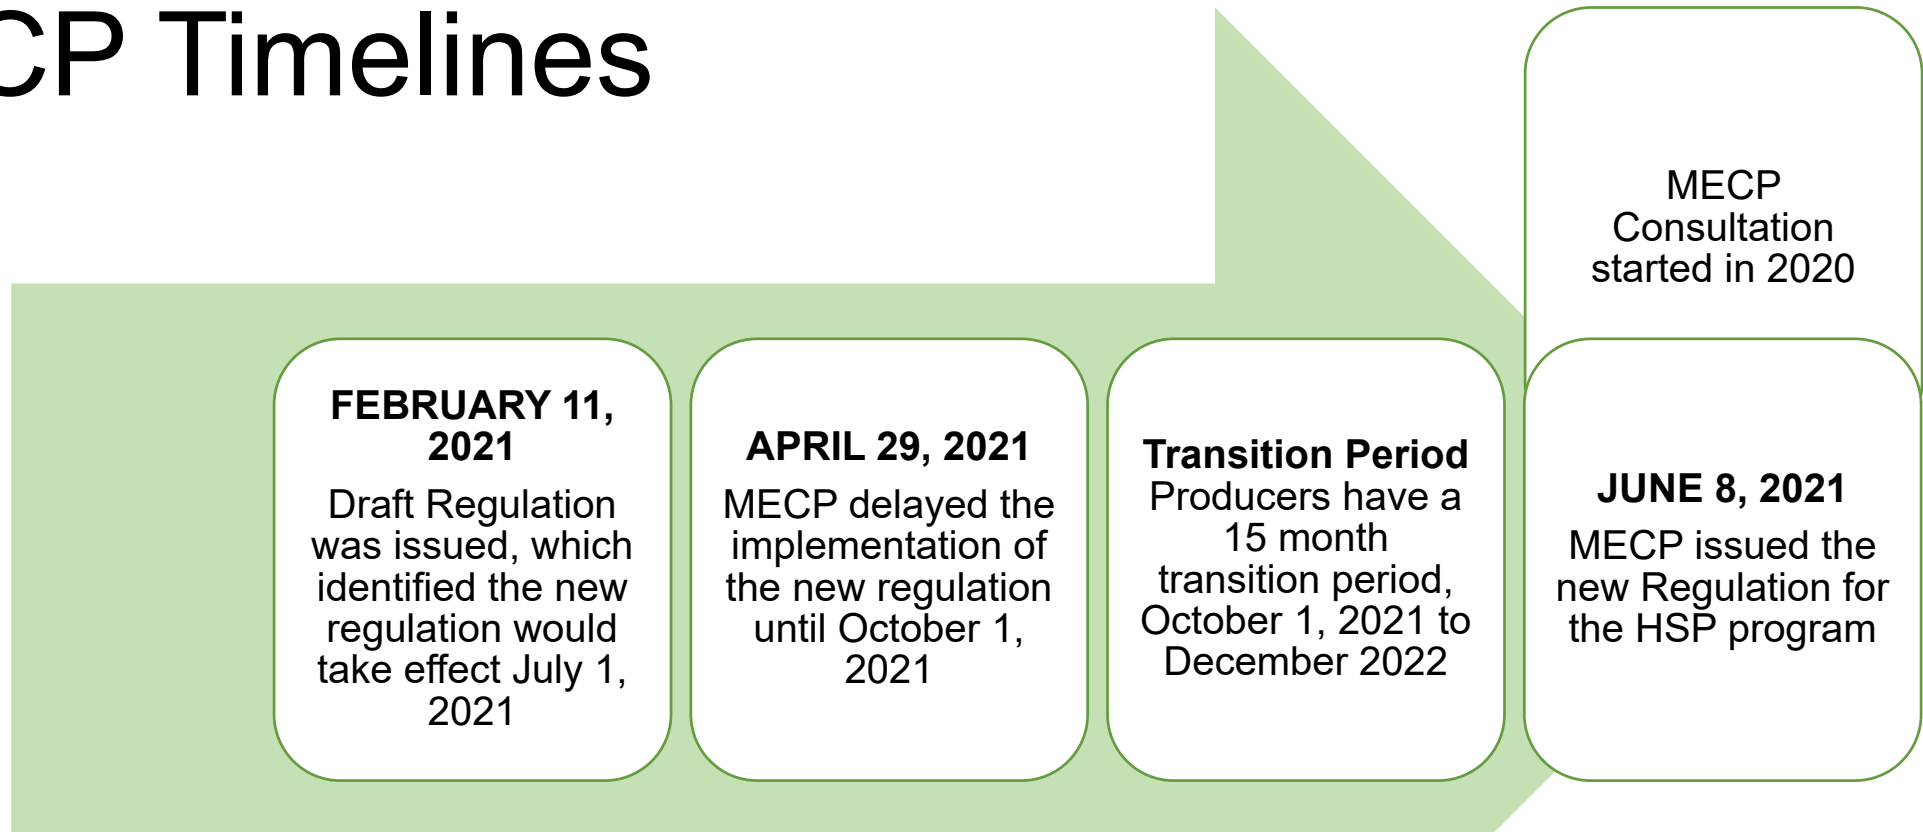 CP Timelines
MECP
Consultation
started in 2020
FEBRUARY 11,
2021
Draft Regulation
was issued, which
identified the new
regulation would
take effect July 1,
2021
APRIL 29, 2021
MECP delayed the
implementation of
the new regulation
until October 1,
2021
Transition Period
Producers have a
15 month
transition period,
October 1, 2021 to
December 2022
JUNE 8, 2021
MECP issued the
new Regulation for
the HSP program